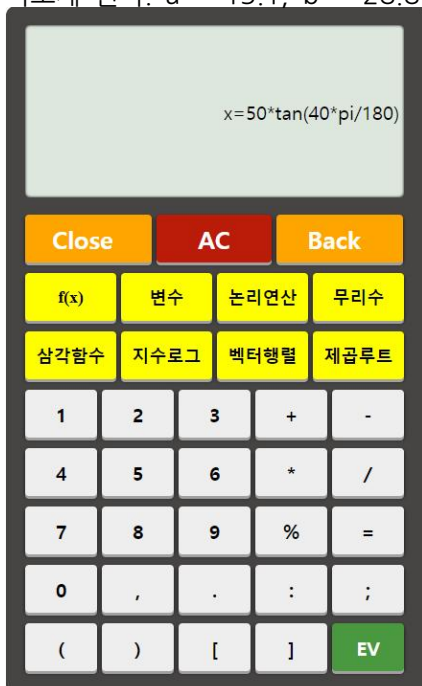 x=50*tan(40*pi/180)
Close AC Back
f(x) 변수 논리연산 무리수
삼각함수 지수로그 벡터행렬 제곱루트
1 2 3 + -
4 5 6 * /
7 8 9 % =
0 , . : ;
( ) [ ] EV